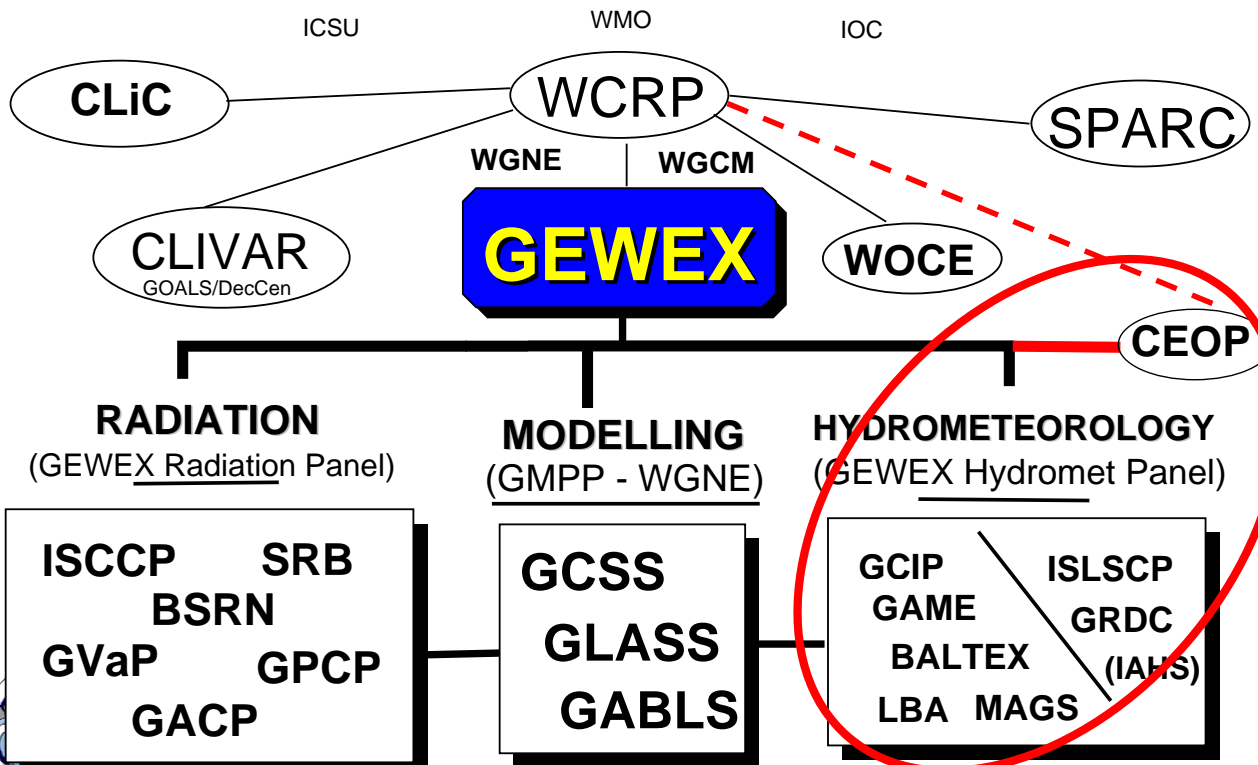 ICSU WMO IOC
CLiC WCRP SPARC
WGNE WGCM
CLIVAR
GOALS/DecCen
GEWEX
WOCE
CEOP
RADIATION
(GEWEX Radiation Panel)
MODELLING
(GMPP - WGNE)
HYDROMETEOROLOGY
(GEWEX Hydromet Panel)
ISCCP SRB
BSRN
GVaP GPCP
GACP
GCSS
GLASS
GABLS
GCIP
GAME
BALTEX
LBA MAGS
ISLSCP
GRDC
(IAHS)